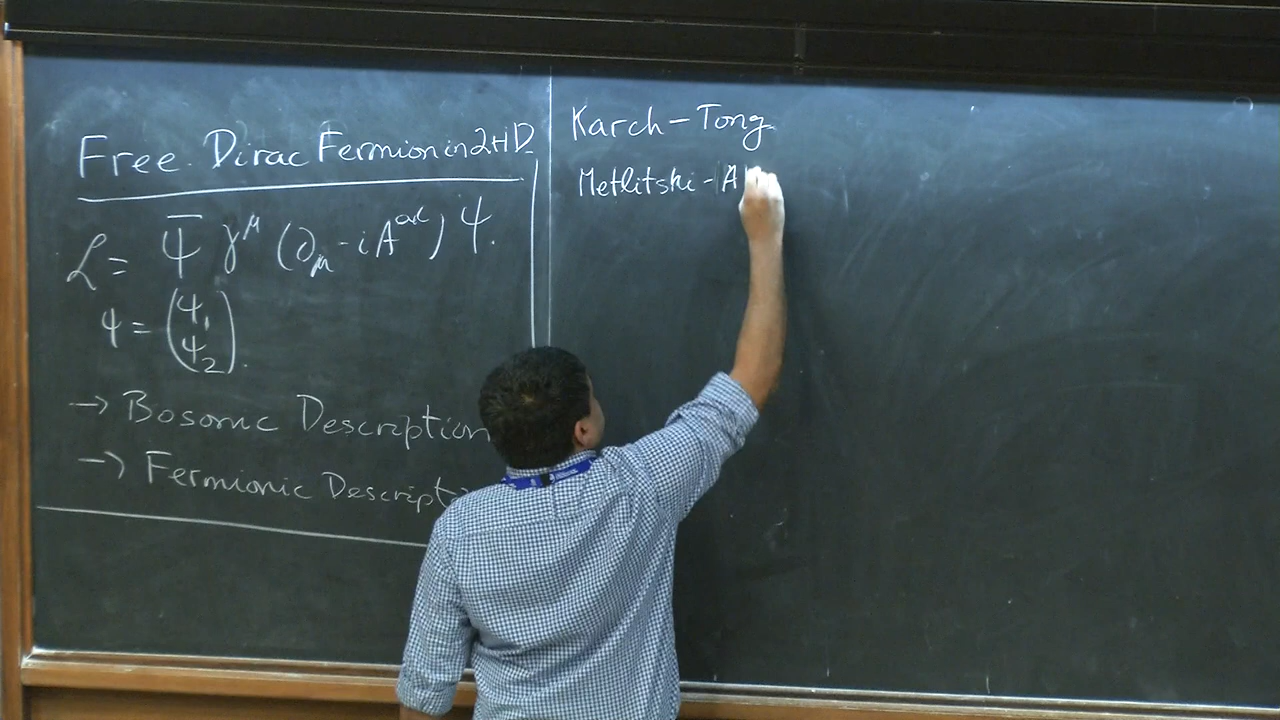 Free Dirac Fermion in 2+1D
ℒ = Ψ̄ γ^μ (∂_μ - iA^ext) Ψ.
Ψ = (Ψ₁ Ψ₂).
→ Bosonic Description
→ Fermionic Descript
Karch-Tong
Metlitski-A